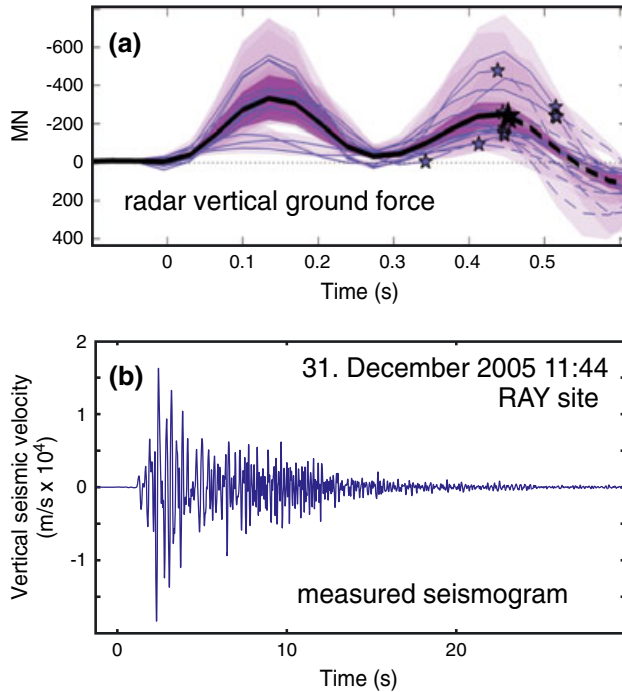 (a)
MN
-600
-400
-200
0
200
400
radar vertical ground force
0 0.1 0.2 0.3 0.4 0.5
Time (s)
(b)
31. December 2005 11:44
RAY site
Vertical seismic velocity
(m/s x 10⁴)
2
1
0
-1
measured seismogram
0 10 20
Time (s)